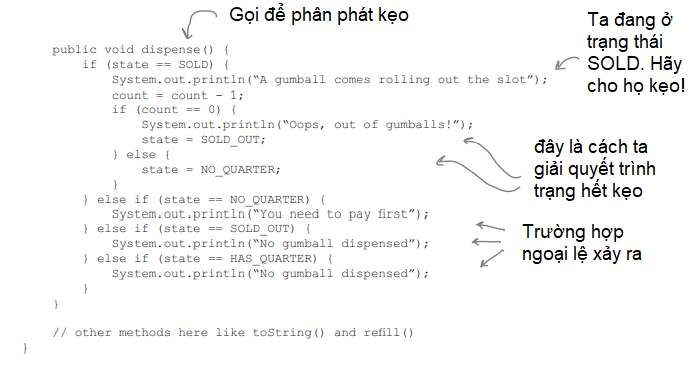 Gọi để phân phát kẹo
public void dispense() {
if (state == SOLD) {
System.out.println(“A gumball comes rolling out the slot”);
count = count - 1;
if (count == 0) {
System.out.println(“Oops, out of gumballs!”);
state = SOLD_OUT;
} else {
state = NO_QUARTER;
}
} else if (state == NO_QUARTER) {
System.out.println(“You need to pay first”);
} else if (state == SOLD_OUT) {
System.out.println(“No gumball dispensed”);
} else if (state == HAS_QUARTER) {
System.out.println(“No gumball dispensed”);
}
}
// other methods here like toString() and refill()
}
Ta đang ở
trạng thái
SOLD. Hãy
cho họ kẹo!
đây là cách ta
giải quyết trình
trạng hết kẹo
Trường hợp
ngoại lệ xảy ra